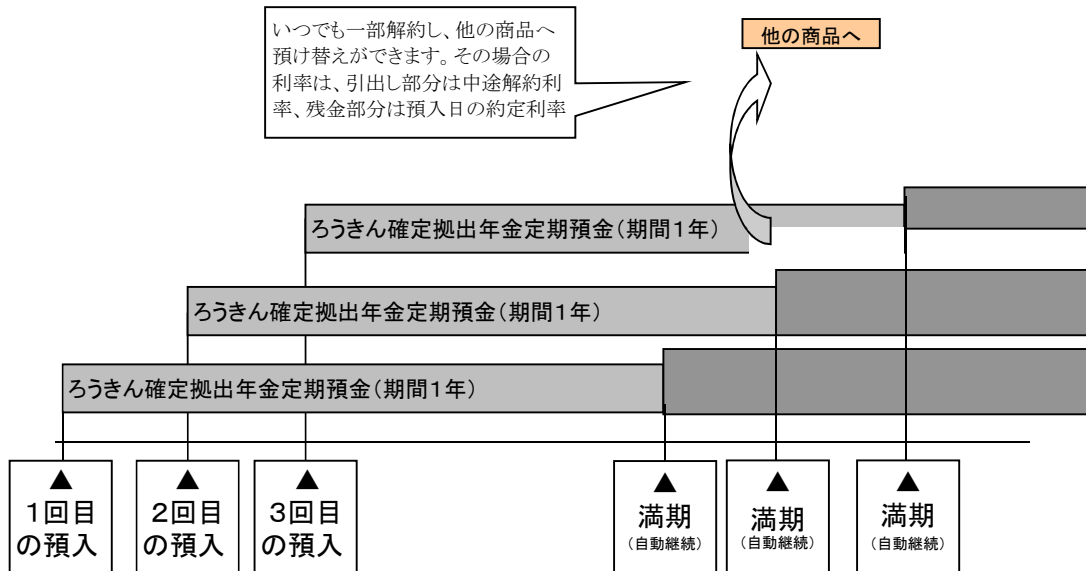 いつでも一部解約し、他の商品へ
預け替えができます。その場合の
利率は、引出し部分は中途解約利
率、残金部分は預入日の約定利率
他の商品へ
ろうきん確定拠出年金定期預金(期間1年)
ろうきん確定拠出年金定期預金(期間1年)
ろうきん確定拠出年金定期預金(期間1年)
▲
1回目
の預入
▲
2回目
の預入
▲
3回目
の預入
▲
満期
(自動継続)
▲
満期
(自動継続)
▲
満期
(自動継続)